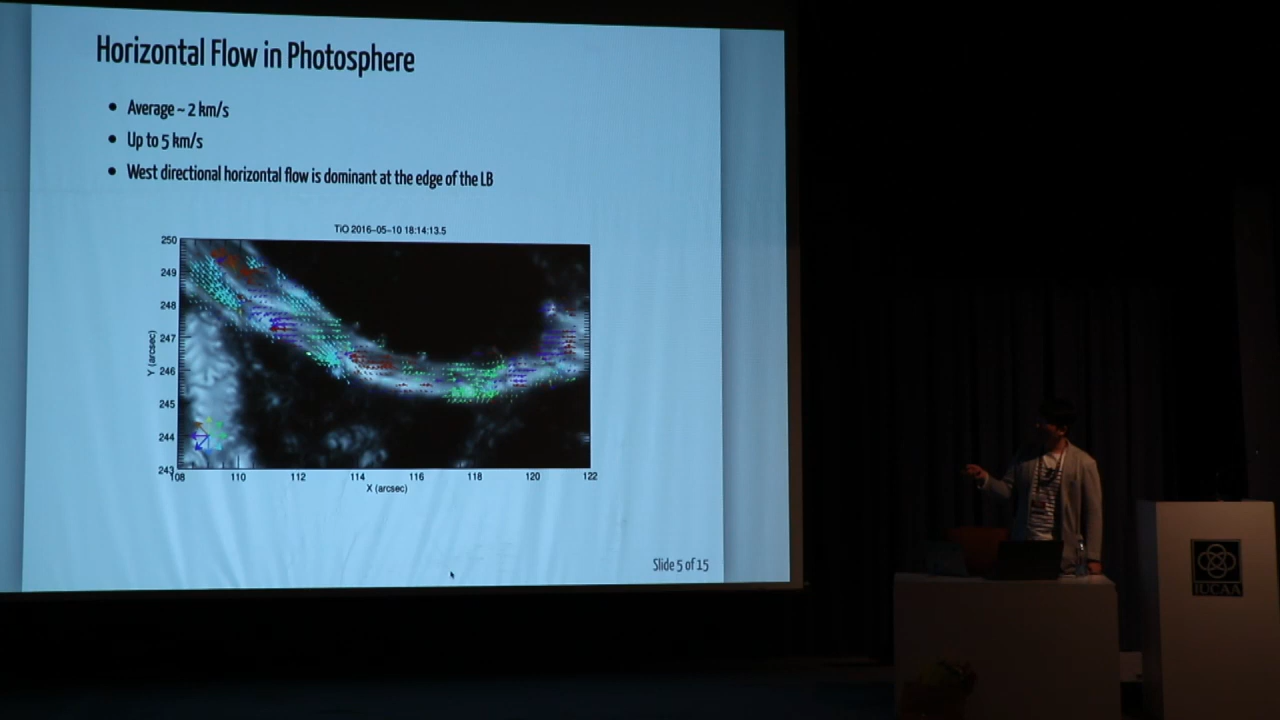 Horizontal Flow in Photosphere
• Average ~ 2 km/s
• Up to 5 km/s
• West directional horizontal flow is dominant at the edge of the LB
TiO 2016-05-10 18:14:13.5
250
249
248
247
246
245
244
243
Y (arcsec)
108 110 112 114 116 118 120 122
X (arcsec)
Slide 5 of 15
IUCAA